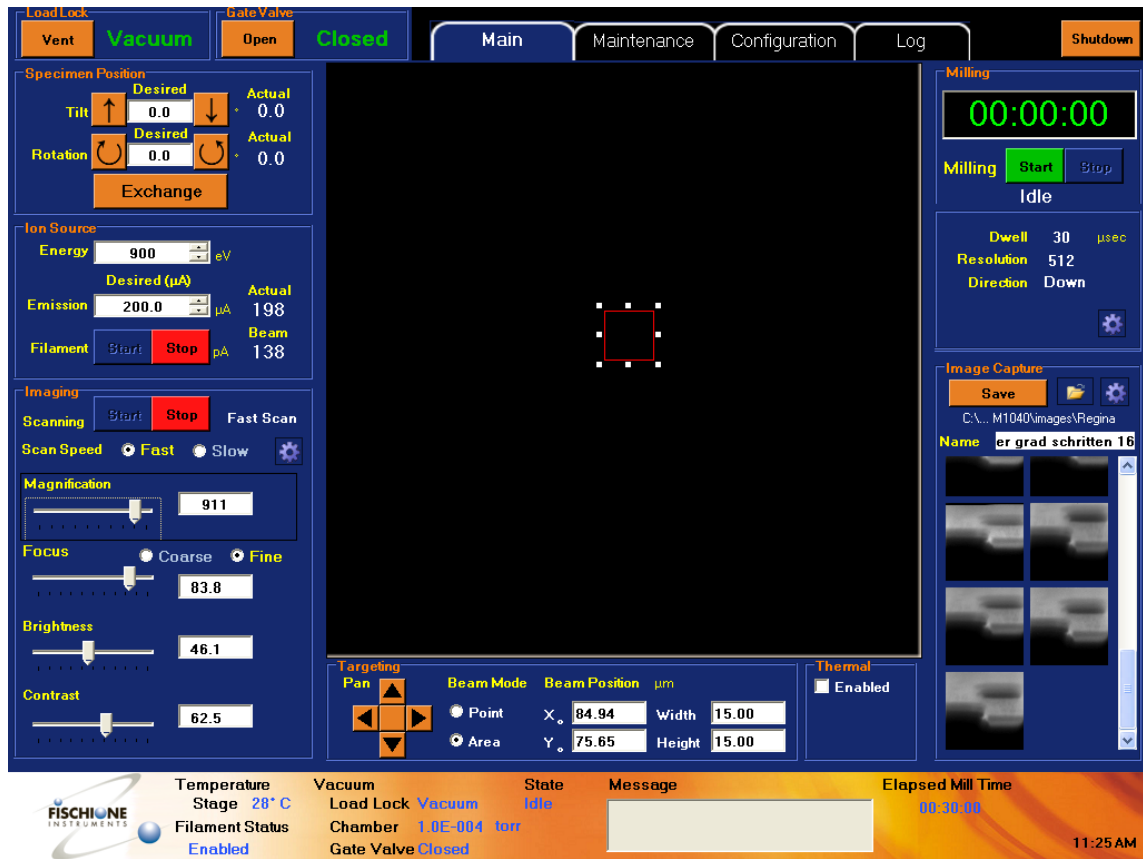 Load Lock
Vent Vacuum
Gate Valve
Open Closed
Main Maintenance Configuration Log
Shutdown
Specimen Position
Desired
Actual
Tilt 0.0 ° 0.0
Desired
Actual
Rotation 0.0 ° 0.0
Exchange
Ion Source
Energy 900 eV
Desired (µA)
Actual
Emission 200.0 µA 198
Beam
Filament Start Stop pA 138
Imaging
Scanning Start Stop Fast Scan
Scan Speed Fast Slow
Magnification
911
Focus Coarse Fine
83.8
Brightness
46.1
Contrast
62.5
Targeting
Pan Beam Mode Beam Position µm
Point X 84.94 Width 15.00
Area Y 75.65 Height 15.00
Thermal
Enabled
Milling
00:00:00
Milling Start Stop
Idle
Dwell 30 µsec
Resolution 512
Direction Down
Image Capture
Save
C:\... M1040\images\Regina
Name er grad schritten 16
FISCHIONE
INSTRUMENTS
Temperature
Stage 28° C
Filament Status
Enabled
Vacuum
Load Lock Vacuum
Chamber 1.0E-004 torr
Gate Valve Closed
State
Idle
Message
Elapsed Mill Time
00:30:00
11:25 AM